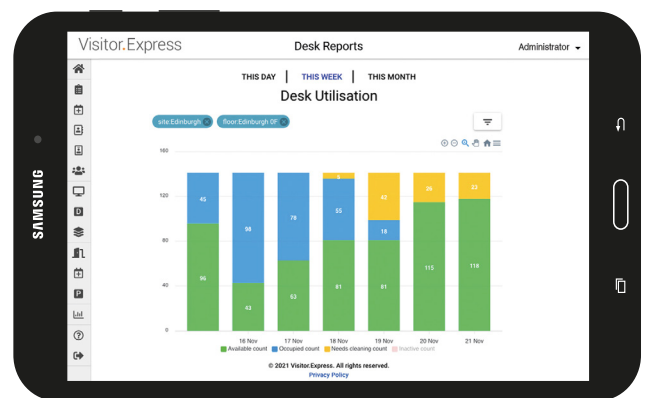 Visitor.Express
Desk Reports
Administrator
THIS DAY | THIS WEEK | THIS MONTH
Desk Utilisation
site:Edinburgh
floor:Edinburgh 0F
160
120
80
40
0
45
96
98
43
78
63
5
55
81
42
18
81
26
115
23
118
16 Nov
17 Nov
18 Nov
19 Nov
20 Nov
21 Nov
Available count
Occupied count
Needs cleaning count
Inactive count
© 2021 Visitor.Express. All rights reserved.
Privacy Policy
SAMSUNG
D
P